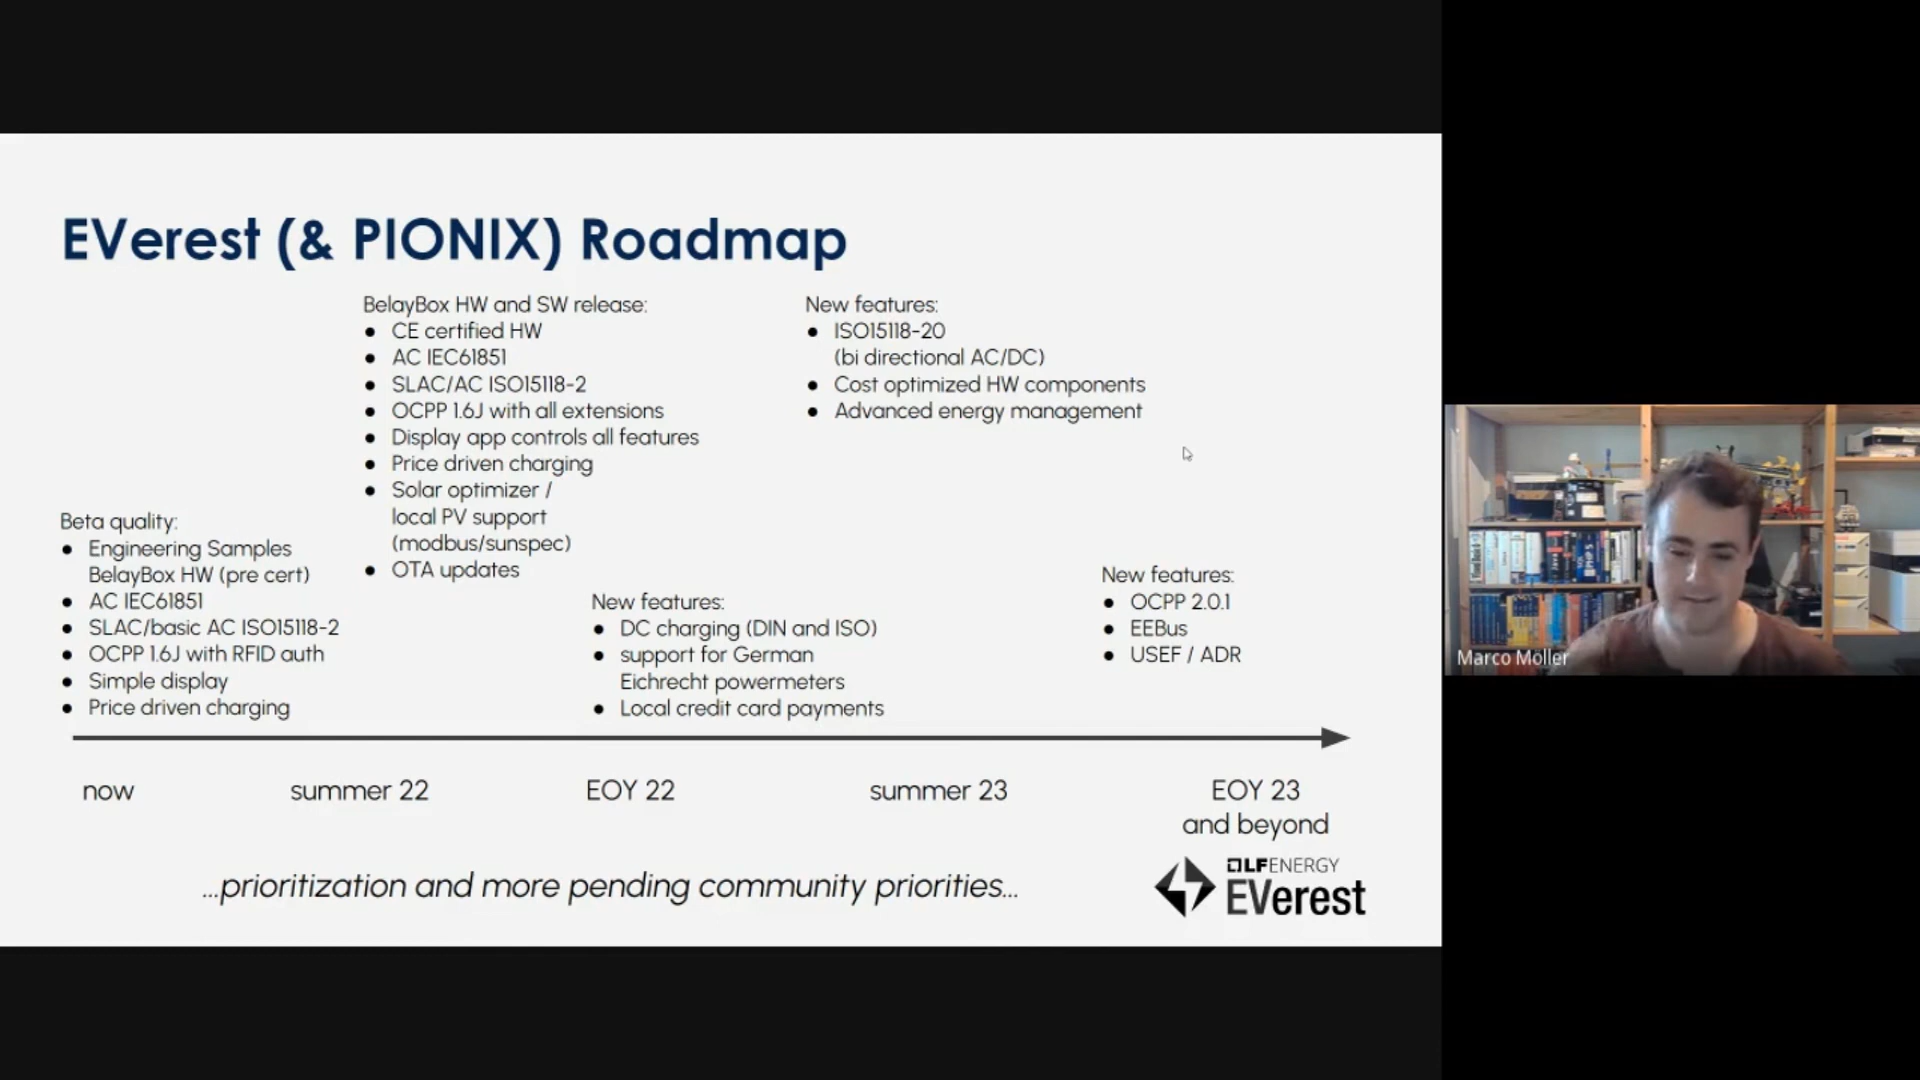 EVerest (& PIONIX) Roadmap
Beta quality:
● Engineering Samples
BelayBox HW (pre cert)
● AC IEC61851
● SLAC/basic AC ISO15118-2
● OCPP 1.6J with RFID auth
● Simple display
● Price driven charging
BelayBox HW and SW release:
● CE certified HW
● AC IEC61851
● SLAC/AC ISO15118-2
● OCPP 1.6J with all extensions
● Display app controls all features
● Price driven charging
● Solar optimizer /
local PV support
(modbus/sunspec)
● OTA updates
New features:
● DC charging (DIN and ISO)
● support for German
Eichrecht powermeters
● Local credit card payments
New features:
● ISO15118-20
(bi directional AC/DC)
● Cost optimized HW components
● Advanced energy management
New features:
● OCPP 2.0.1
● EEBus
● USEF / ADR
now
summer 22
EOY 22
summer 23
EOY 23
and beyond
...prioritization and more pending community priorities...
LFENERGY
EVerest
Marco Möller